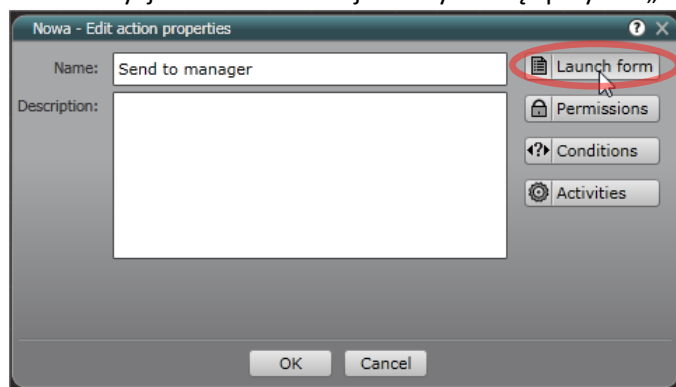 Nowa - Edit action properties
Name: Send to manager
Launch form
Description:
Permissions
Conditions
Activities
OK Cancel